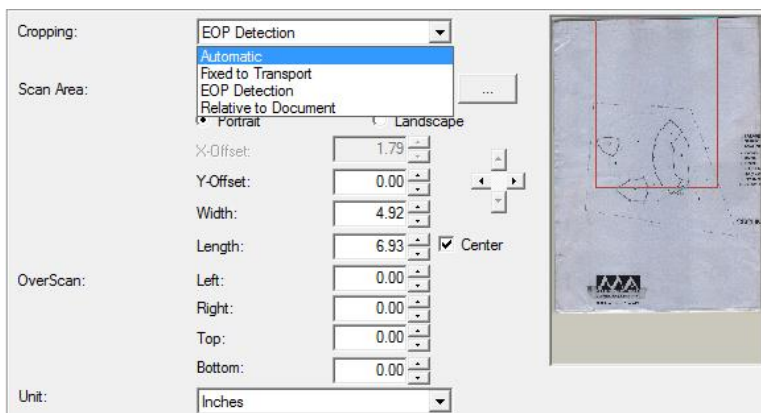 Cropping: EOP Detection
Automatic
Fixed to Transport
Scan Area: EOP Detection ...
Relative to Document
Portrait Landscape
X-Offset: 1.79
Y-Offset: 0.00
Width: 4.92
Length: 6.93 Center
OverScan: Left: 0.00
Right: 0.00
Top: 0.00
Bottom: 0.00
Unit: Inches